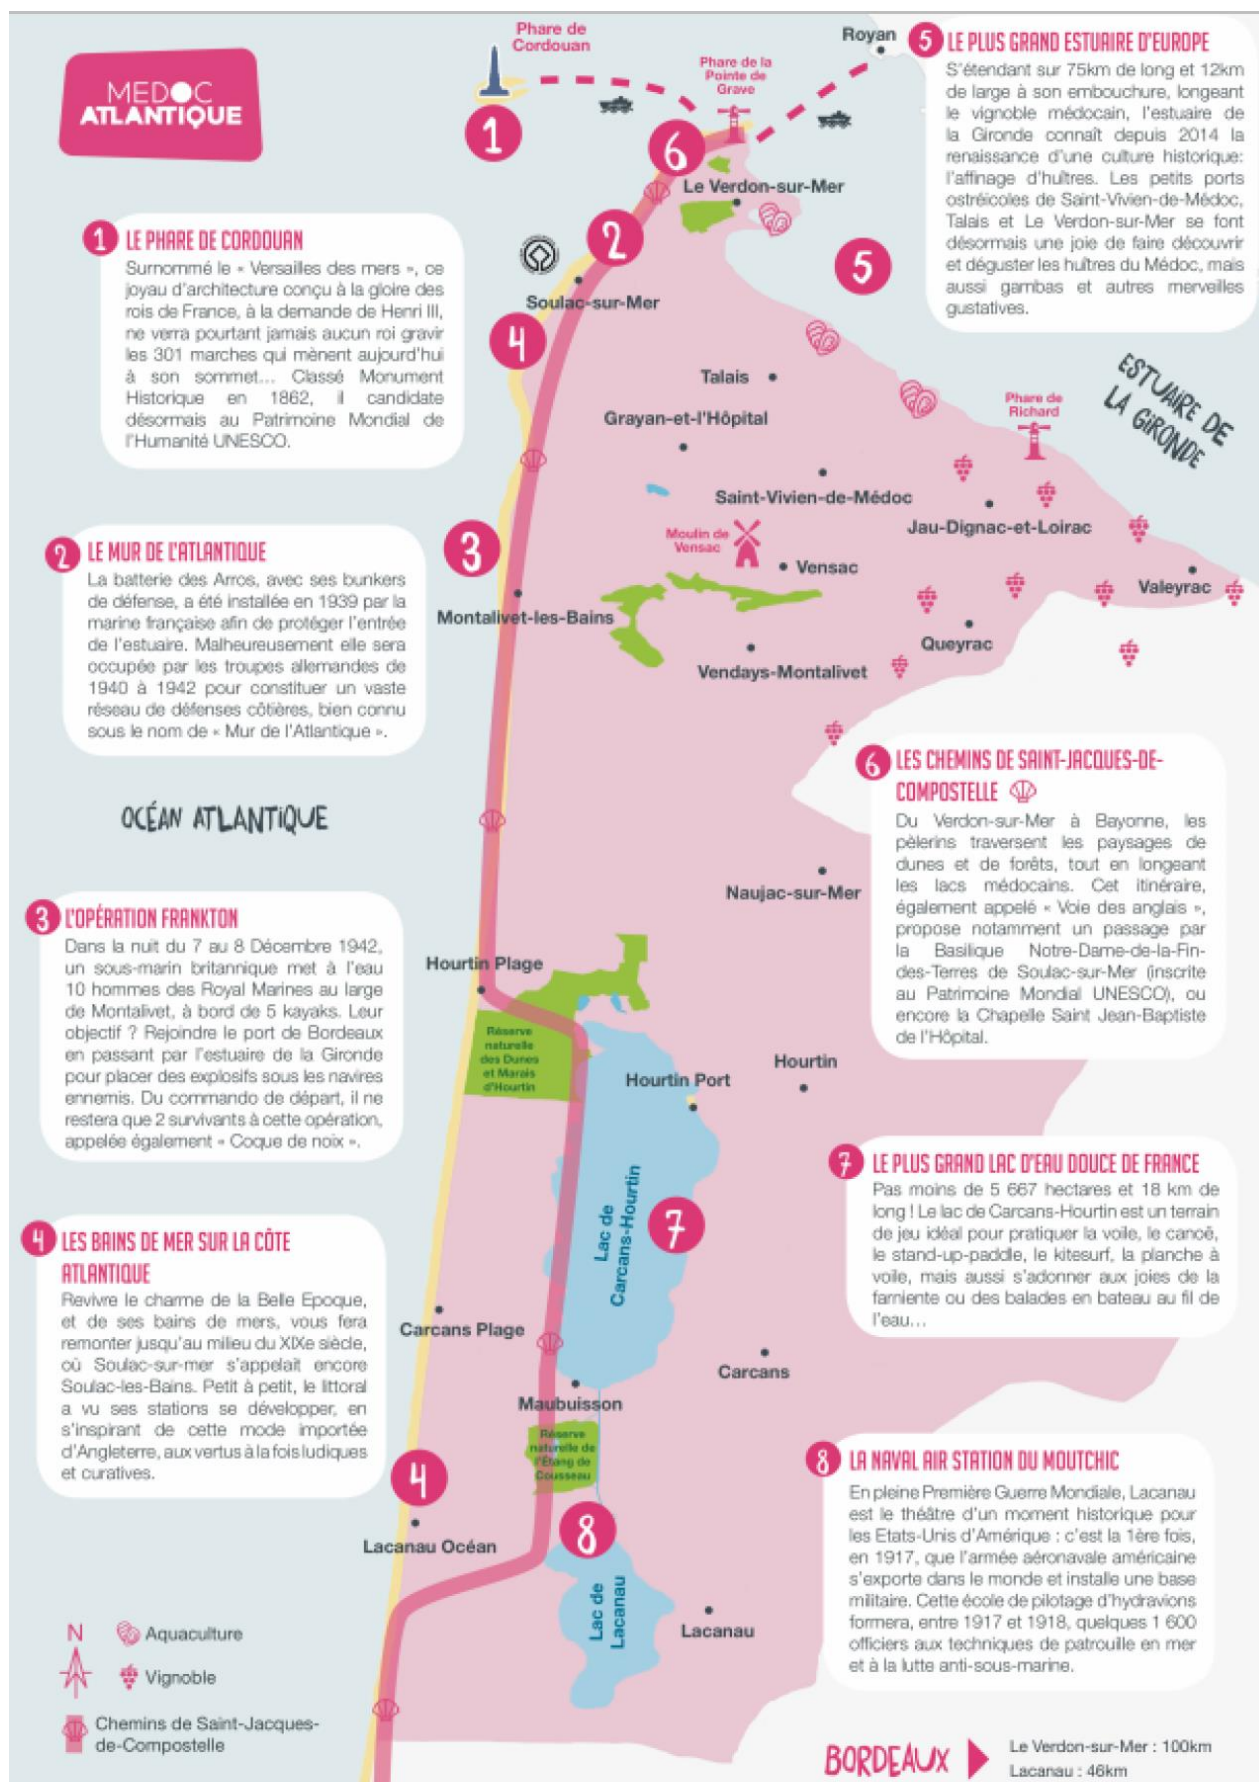 MEDOC
ATLANTIQUE
Phare de
Cordouan
Phare de la
Pointe de
Grave
Royan
1
6
Le Verdon-sur-Mer
2
Soulac-sur-Mer
4
5
1 LE PHARE DE CORDOUAN
Surnommé le « Versailles des mers », ce
joyau d'architecture conçu à la gloire des
rois de France, à la demande de Henri III,
ne verra pourtant jamais aucun roi gravir
les 301 marches qui mènent aujourd'hui
à son sommet... Classé Monument
Historique en 1862, il candidate
désormais au Patrimoine Mondial de
l'Humanité UNESCO.
5 LE PLUS GRAND ESTUAIRE D'EUROPE
S'étendant sur 75km de long et 12km
de large à son embouchure, longeant
le vignoble médocain, l'estuaire de
la Gironde connaît depuis 2014 la
renaissance d'une culture historique:
l'affinage d'huîtres. Les petits ports
ostréicoles de Saint-Vivien-de-Médoc,
Talais et Le Verdon-sur-Mer se font
désormais une joie de faire découvrir
et déguster les huîtres du Médoc, mais
aussi gambas et autres merveilles
gustatives.
ESTUAIRE DE
LA GIRONDE
Talais
Grayan-et-l'Hôpital
Phare de
Richard
Saint-Vivien-de-Médoc
Jau-Dignac-et-Loirac
Moulin de
Vensac
Vensac
Valeyrac
3
Montalivet-les-Bains
Queyrac
Vendays-Montalivet
2 LE MUR DE L'ATLANTIQUE
La batterie des Arros, avec ses bunkers
de défense, a été installée en 1939 par la
marine française afin de protéger l'entrée
de l'estuaire. Malheureusement elle sera
occupée par les troupes allemandes de
1940 à 1942 pour constituer un vaste
réseau de défenses côtières, bien connu
sous le nom de « Mur de l'Atlantique ».
OCÉAN ATLANTIQUE
6 LES CHEMINS DE SAINT-JACQUES-DE-
COMPOSTELLE
Du Verdon-sur-Mer à Bayonne, les
pèlerins traversent les paysages de
dunes et de forêts, tout en longeant
les lacs médocains. Cet itinéraire,
également appelé « Voie des anglais »,
propose notamment un passage par
la Basilique Notre-Dame-de-la-Fin-
des-Terres de Soulac-sur-Mer (inscrite
au Patrimoine Mondial UNESCO), ou
encore la Chapelle Saint Jean-Baptiste
de l'Hôpital.
Naujac-sur-Mer
3 L'OPÉRATION FRANKTON
Dans la nuit du 7 au 8 Décembre 1942,
un sous-marin britannique met à l'eau
10 hommes des Royal Marines au large
de Montalivet, à bord de 5 kayaks. Leur
objectif ? Rejoindre le port de Bordeaux
en passant par l'estuaire de la Gironde
pour placer des explosifs sous les navires
ennemis. Du commando de départ, il ne
restera que 2 survivants à cette opération,
appelée également « Coque de noix ».
Hourtin Plage
Réserve
naturelle
des Dunes
et Marais
d'Hourtin
Hourtin Port
Hourtin
Lac de
Carcans-Hourtin
7
7 LE PLUS GRAND LAC D'EAU DOUCE DE FRANCE
Pas moins de 5 667 hectares et 18 km de
long ! Le lac de Carcans-Hourtin est un terrain
de jeu idéal pour pratiquer la voile, le canoë,
le stand-up-paddle, le kitesurf, la planche à
voile, mais aussi s'adonner aux joies de la
farniente ou des balades en bateau au fil de
l'eau...
4 LES BAINS DE MER SUR LA CÔTE
ATLANTIQUE
Revivre le charme de la Belle Epoque,
et de ses bains de mers, vous fera
remonter jusqu'au milieu du XIXe siècle,
où Soulac-sur-mer s'appelait encore
Soulac-les-Bains. Petit à petit, le littoral
a vu ses stations se développer, en
s'inspirant de cette mode importée
d'Angleterre, aux vertus à la fois ludiques
et curatives.
Carcans Plage
Carcans
Maubuisson
Réserve
naturelle de
l'Étang de
Cousseau
4
Lacanau Océan
8
Lac de
Lacanau
Lacanau
8 LA NAVAL AIR STATION DU MOUTCHIC
En pleine Première Guerre Mondiale, Lacanau
est le théâtre d'un moment historique pour
les Etats-Unis d'Amérique : c'est la 1ère fois,
en 1917, que l'armée aéronavale américaine
s'exporte dans le monde et installe une base
militaire. Cette école de pilotage d'hydravions
formera, entre 1917 et 1918, quelques 1 600
officiers aux techniques de patrouille en mer
et à la lutte anti-sous-marine.
N
Aquaculture
Vignoble
Chemins de Saint-Jacques-
de-Compostelle
BORDEAUX
Le Verdon-sur-Mer : 100km
Lacanau : 46km